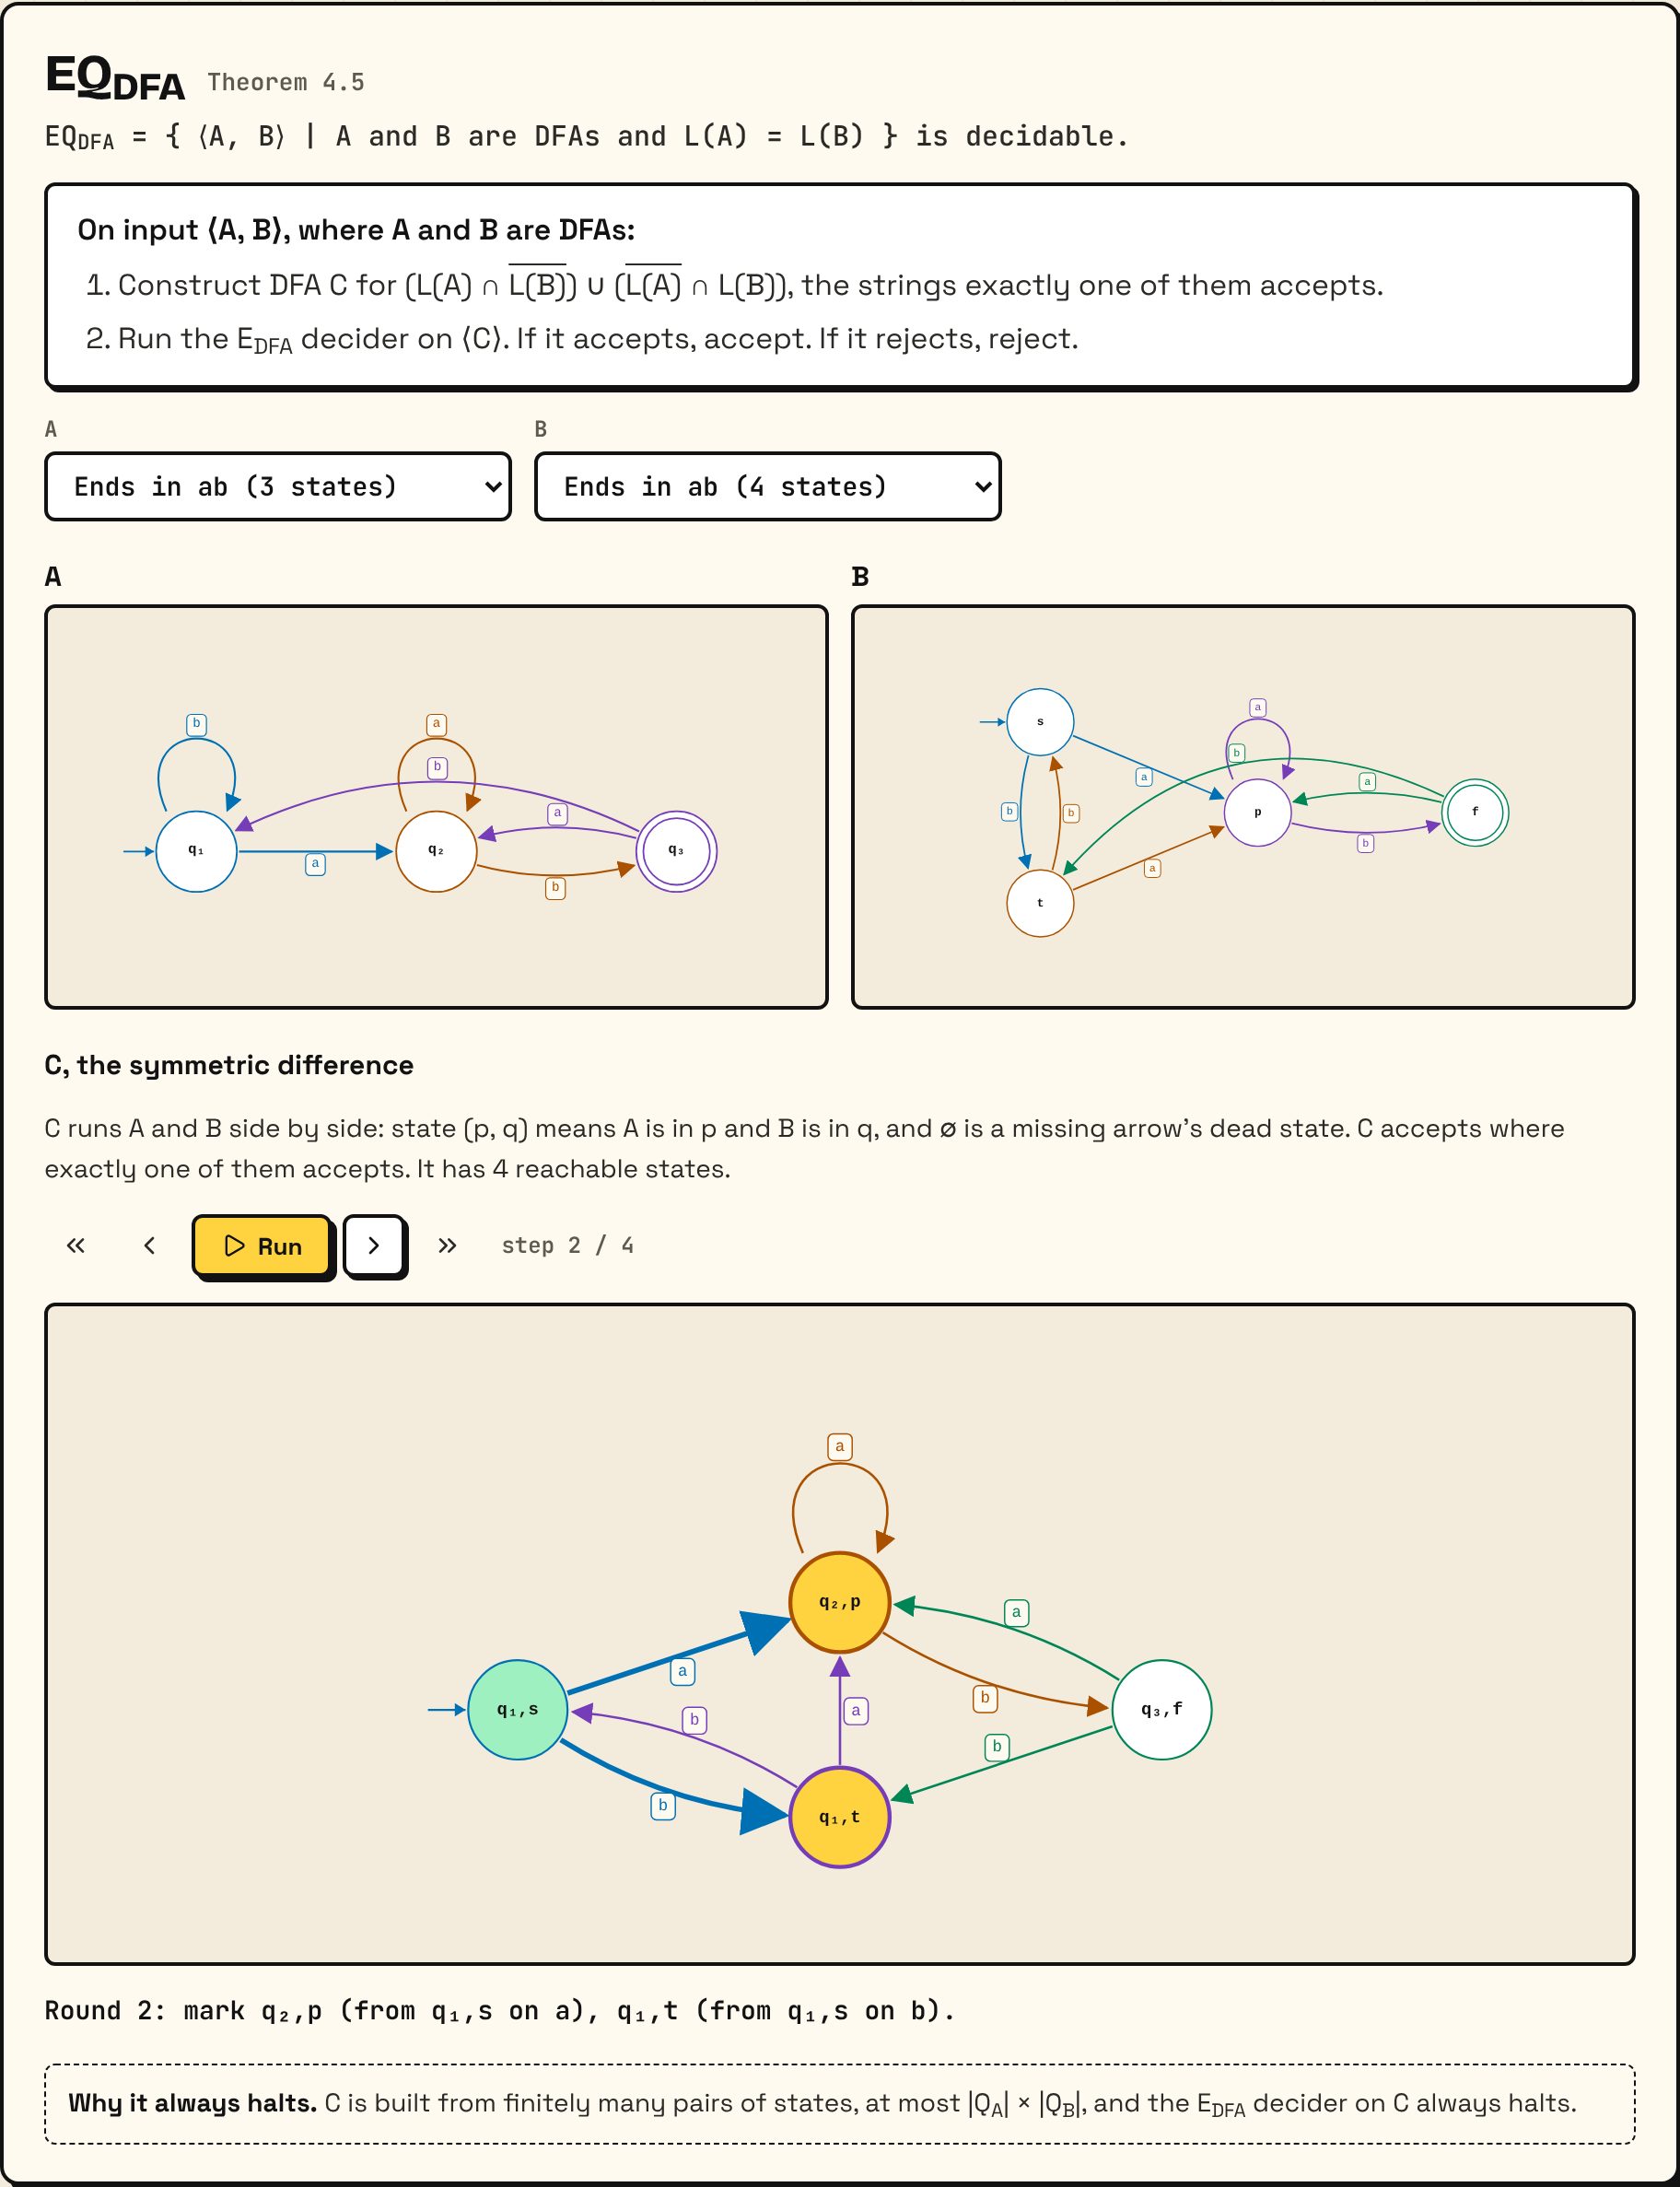 EQDFA Theorem 4.5
EQDFA = { ⟨A, B⟩ | A and B are DFAs and L(A) = L(B) } is decidable.
On input ⟨A, B⟩, where A and B are DFAs:
1. Construct DFA C for (L(A) ∩ L(B)̅) ∪ (L(A)̅ ∩ L(B)), the strings exactly one of them accepts.
2. Run the EDFA decider on ⟨C⟩. If it accepts, accept. If it rejects, reject.
A B
Ends in ab (3 states) Ends in ab (4 states)
A B
b a b a q₁ q₂ q₃ a b
s a b a b b a p f b a t
C, the symmetric difference
C runs A and B side by side: state (p, q) means A is in p and B is in q, and ∅ is a missing arrow's dead state. C accepts where
exactly one of them accepts. It has 4 reachable states.
Run step 2 / 4
a
q₂,p
a
a
q₁,s b a b q₃,f
b
b q₁,t
Round 2: mark q₂,p (from q₁,s on a), q₁,t (from q₁,s on b).
Why it always halts. C is built from finitely many pairs of states, at most |QA| × |QB|, and the EDFA decider on C always halts.